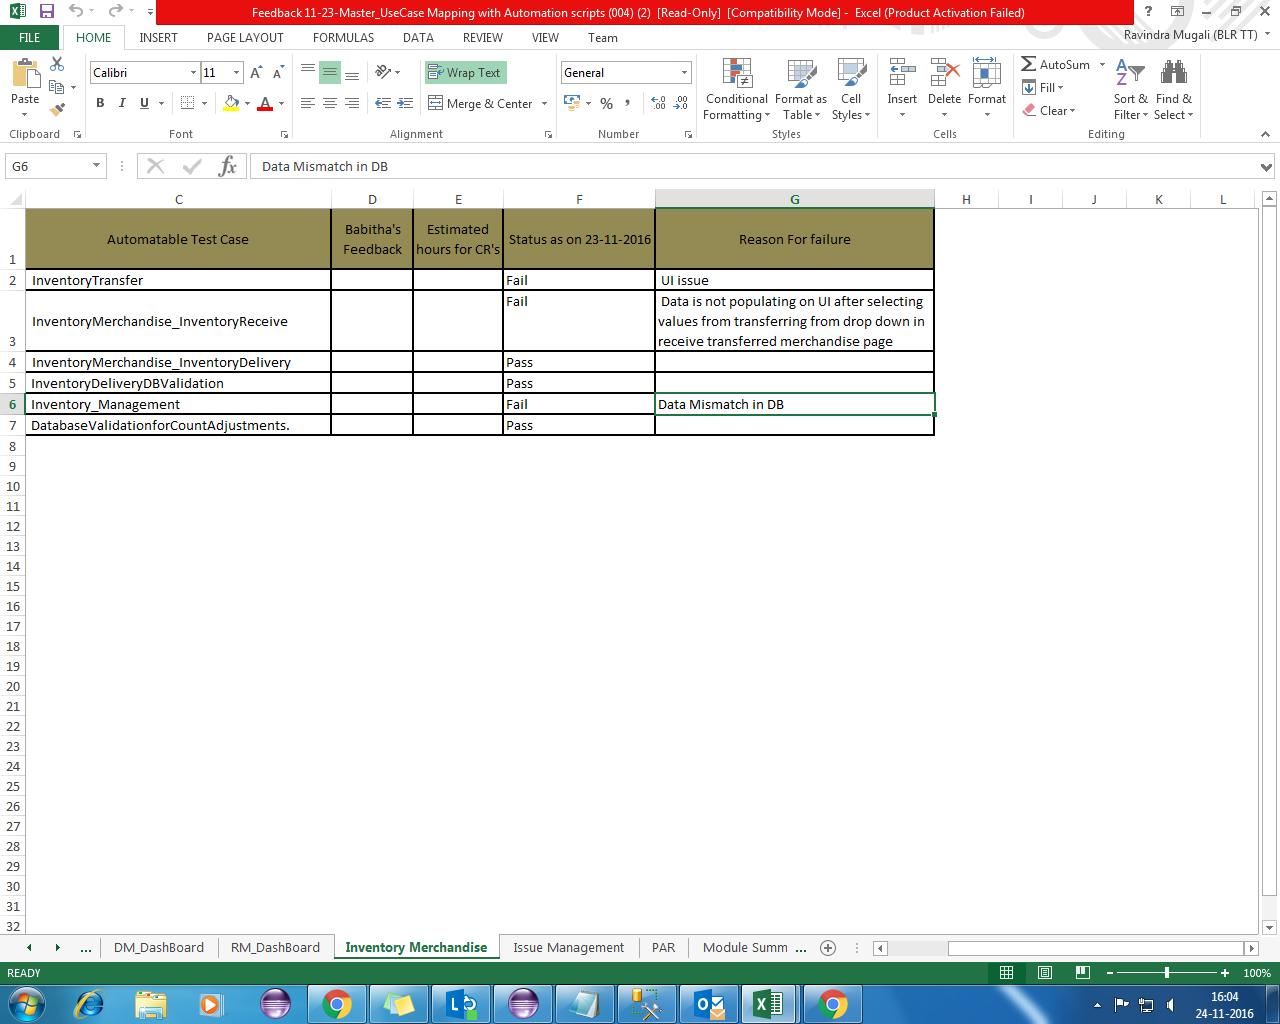 Feedback 11-23-Master_UseCase Mapping with Automation scripts (004) (2) [Read-Only] [Compatibility Mode] - Excel (Product Activation Failed)
FILE HOME INSERT PAGE LAYOUT FORMULAS DATA REVIEW VIEW Team Ravindra Mugali (BLR TT)
Calibri 11 Wrap Text General AutoSum
Paste B I U Merge & Center % Conditional Formatting Format as Table Cell Styles Insert Delete Format Fill Clear Sort & Filter Find & Select
Clipboard Font Alignment Number Styles Cells Editing
G6 fx Data Mismatch in DB
C D E F G H I J K L
1 Automatable Test Case Babitha's Feedback Estimated hours for CR's Status as on 23-11-2016 Reason For failure
2 InventoryTransfer Fail UI issue
3 InventoryMerchandise_InventoryReceive Fail Data is not populating on UI after selecting values from transferring from drop down in receive transferred merchandise page
4 InventoryMerchandise_InventoryDelivery Pass
5 InventoryDeliveryDBValidation Pass
6 Inventory_Management Fail Data Mismatch in DB
7 DatabaseValidationforCountAdjustments. Pass
8
9
10
11
12
13
14
15
16
17
18
19
20
21
22
23
24
25
26
27
28
29
30
31
32
... DM_DashBoard RM_DashBoard Inventory Merchandise Issue Management PAR Module Summ ...
READY 100%
16:04
24-11-2016